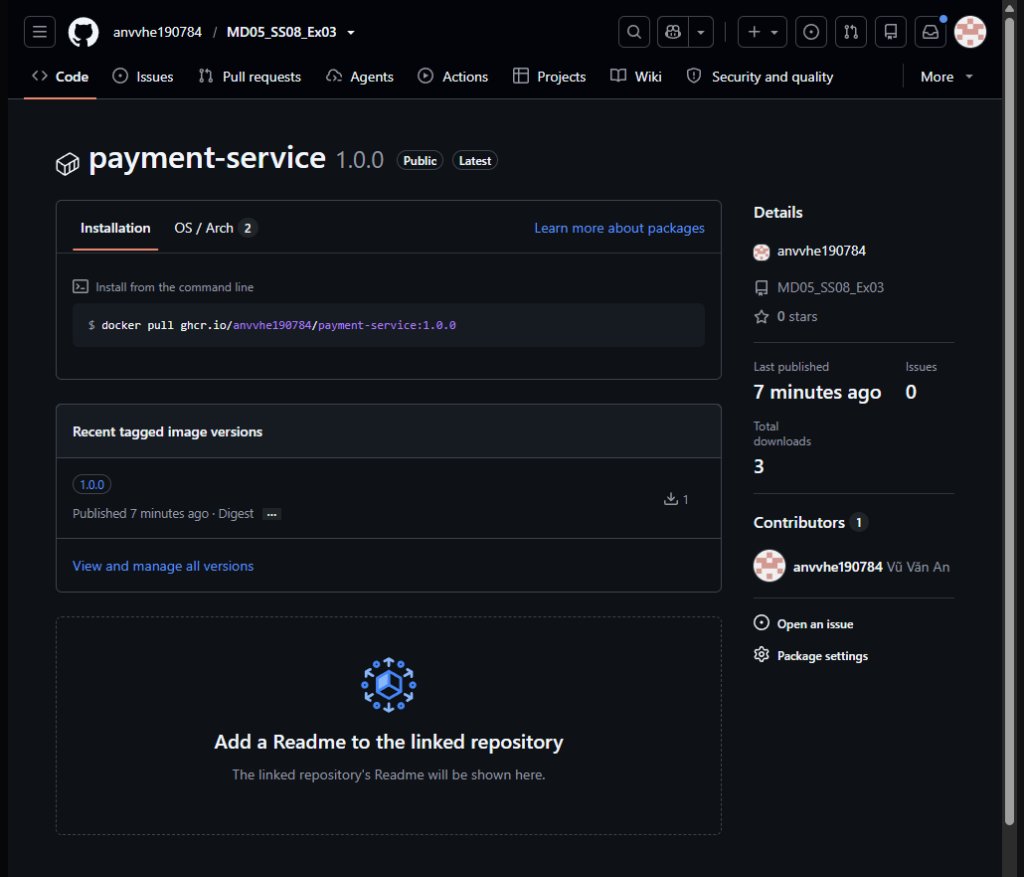 anvvhe190784 / MD05_SS08_Ex03
Code Issues Pull requests Agents Actions Projects Wiki Security and quality More
payment-service 1.0.0 Public Latest
Installation OS / Arch 2 Learn more about packages
Install from the command line
$ docker pull ghcr.io/anvvhe190784/payment-service:1.0.0
Recent tagged image versions
1.0.0
Published 7 minutes ago · Digest ...
1
View and manage all versions
Add a Readme to the linked repository
The linked repository's Readme will be shown here.
Details
anvvhe190784
MD05_SS08_Ex03
0 stars
Last published Issues
7 minutes ago 0
Total
downloads
3
Contributors 1
anvvhe190784 Vũ Văn An
Open an issue
Package settings